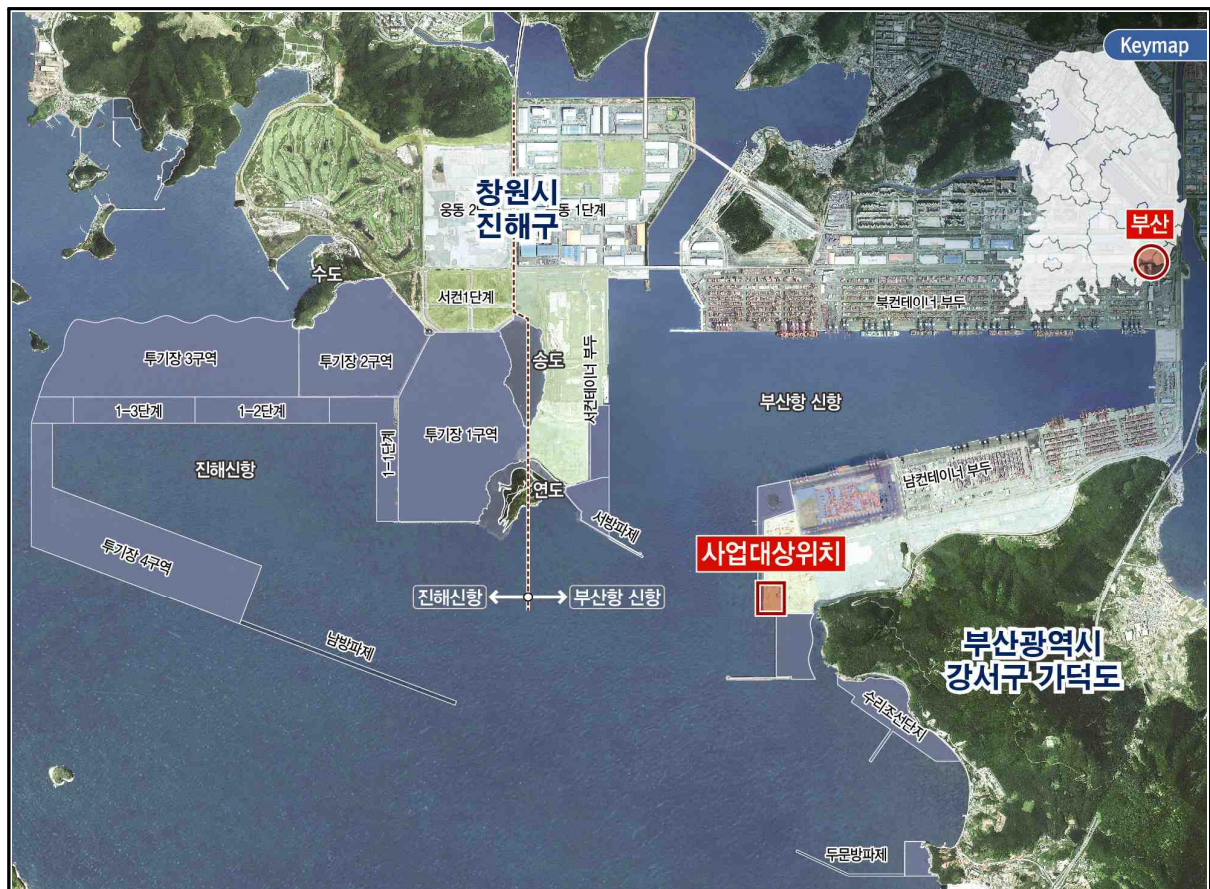 Keymap
부산
창원시
진해구
웅동 2
동 1단계
수도
서컨1단계
북컨테이너 부두
투기장 3구역
투기장 2구역
송도
서컨테이너 부두
1-3단계
1-2단계
1-1단계
투기장 1구역
부산항 신항
진해신항
연도
남컨테이너 부두
서방파제
투기장 4구역
사업대상위치
진해신항
부산항 신항
남방파제
부산광역시
강서구 가덕도
수리조선단지
두문방파제